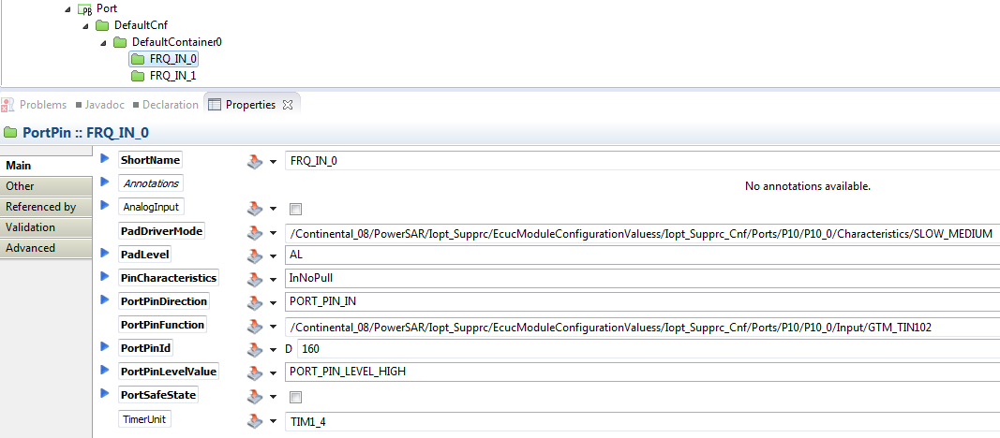 Port
DefaultCnf
DefaultContainer0
FRQ_IN_0
FRQ_IN_1
Problems Javadoc Declaration Properties
PortPin :: FRQ_IN_0
Main
Other
Referenced by
Validation
Advanced
ShortName FRQ_IN_0
Annotations No annotations available.
AnalogInput
PadDriverMode /Continental_08/PowerSAR/Iopt_Supprc/EcucModuleConfigurationValuess/Iopt_Supprc_Cnf/Ports/P10/P10_0/Characteristics/SLOW_MEDIUM
PadLevel AL
PinCharacteristics InNoPull
PortPinDirection PORT_PIN_IN
PortPinFunction /Continental_08/PowerSAR/Iopt_Supprc/EcucModuleConfigurationValuess/Iopt_Supprc_Cnf/Ports/P10/P10_0/Input/GTM_TIN102
PortPinId D 160
PortPinLevelValue PORT_PIN_LEVEL_HIGH
PortSafeState
TimerUnit TIM1_4